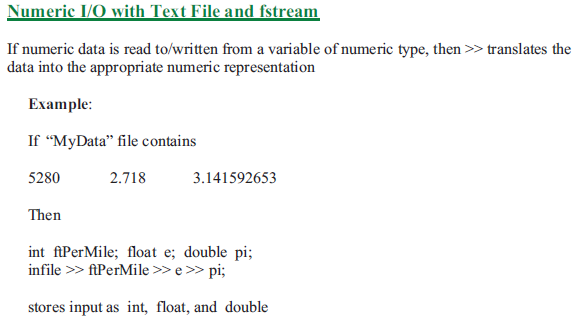 Numeric I/O with Text File and fstream
If numeric data is read to/written from a variable of numeric type, then >> translates the
data into the appropriate numeric representation
Example:
If “MyData” file contains
5280 2.718 3.141592653
Then
int ftPerMile; float e; double pi;
infile >> ftPerMile >> e >> pi;
stores input as int, float, and double